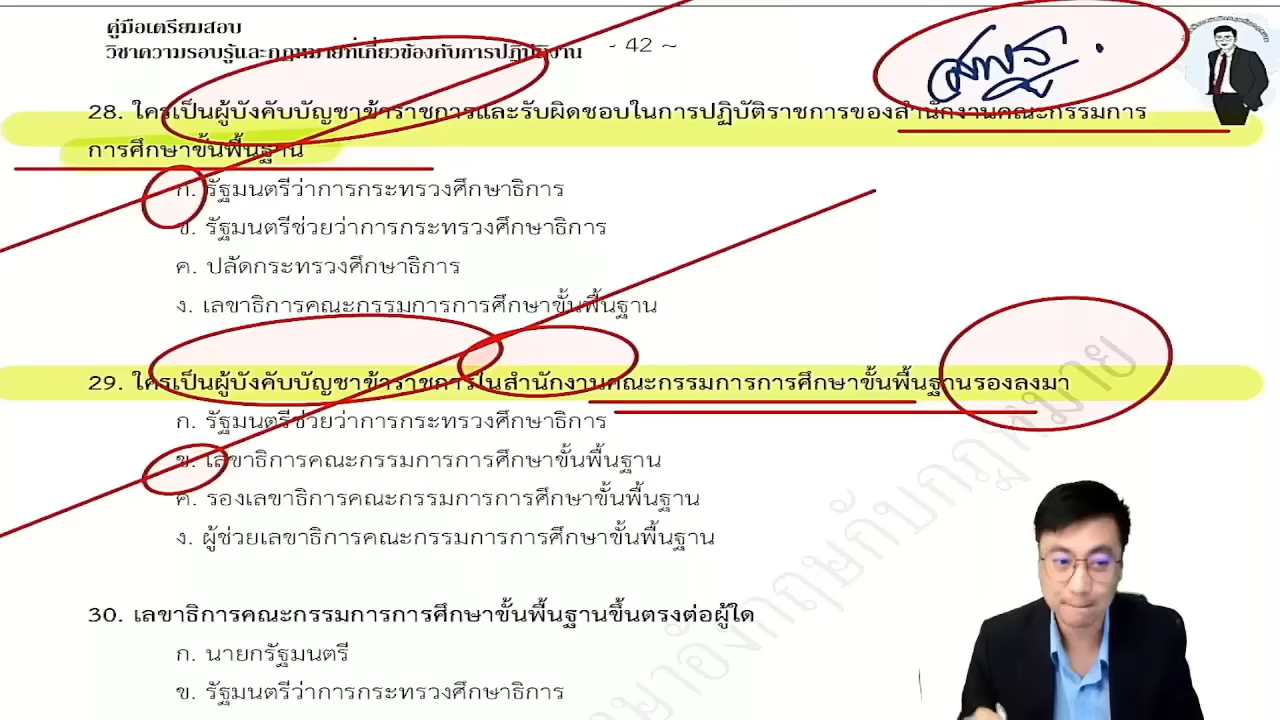 คู่มือเตรียมสอบ
วิชาความรอบรู้และกฎหมายที่เกี่ยวข้องกับการปฏิบัติงาน - 42 ~
สพฐ.
28. ใครเป็นผู้บังคับบัญชาข้าราชการและรับผิดชอบในการปฏิบัติราชการของสำนักงานคณะกรรมการ
การศึกษาขั้นพื้นฐาน
ก. รัฐมนตรีว่าการกระทรวงศึกษาธิการ
ข. รัฐมนตรีช่วยว่าการกระทรวงศึกษาธิการ
ค. ปลัดกระทรวงศึกษาธิการ
ง. เลขาธิการคณะกรรมการการศึกษาขั้นพื้นฐาน
29. ใครเป็นผู้บังคับบัญชาข้าราชการในสำนักงานคณะกรรมการการศึกษาขั้นพื้นฐานรองลงมา
ก. รัฐมนตรีช่วยว่าการกระทรวงศึกษาธิการ
ข. เลขาธิการคณะกรรมการการศึกษาขั้นพื้นฐาน
ค. รองเลขาธิการคณะกรรมการการศึกษาขั้นพื้นฐาน
ง. ผู้ช่วยเลขาธิการคณะกรรมการการศึกษาขั้นพื้นฐาน
30. เลขาธิการคณะกรรมการการศึกษาขั้นพื้นฐานขึ้นตรงต่อผู้ใด
ก. นายกรัฐมนตรี
ข. รัฐมนตรีว่าการกระทรวงศึกษาธิการ
ษาอังกฤษกับกฎหมาย